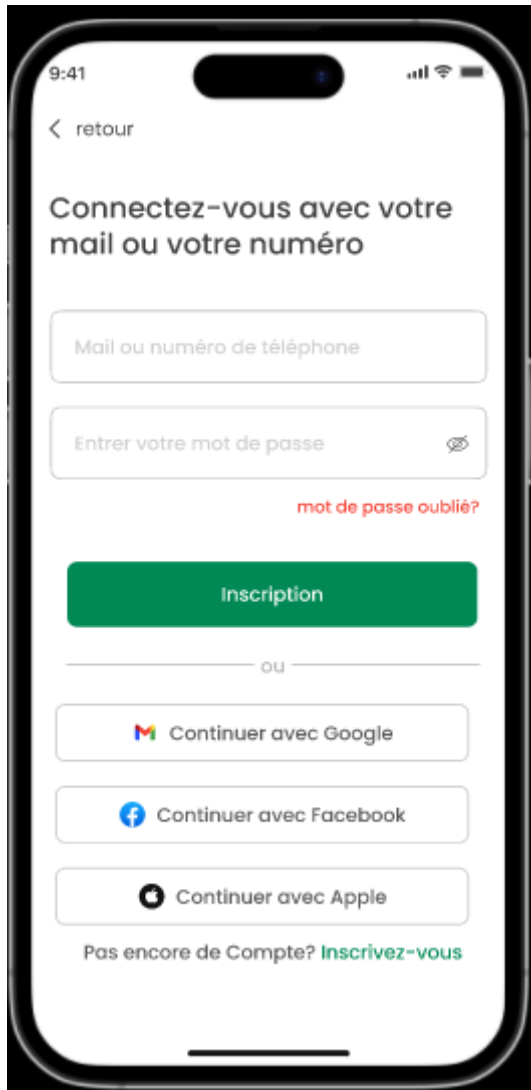 9:41
retour
Connectez-vous avec votre
mail ou votre numéro
Mail ou numéro de téléphone
Entrer votre mot de passe
mot de passe oublié?
Inscription
ou
Continuer avec Google
Continuer avec Facebook
Continuer avec Apple
Pas encore de Compte? Inscrivez-vous